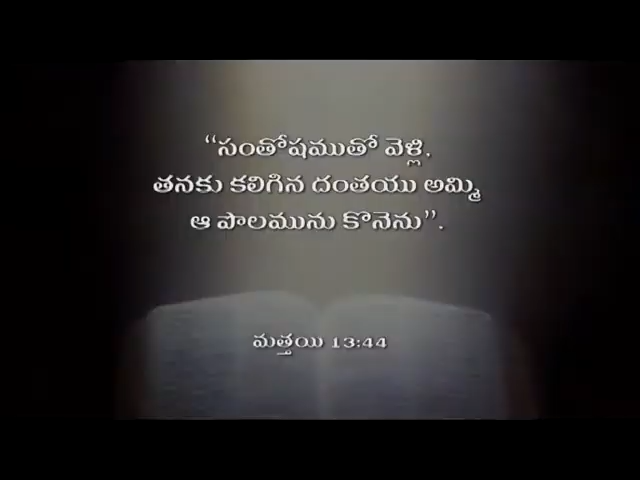 “సంతోషముతో వెళ్లి,
తనకు కలిగిన దంతయు అమ్మి
ఆ పొలమును కొనెను”.
మత్తయి 13:44